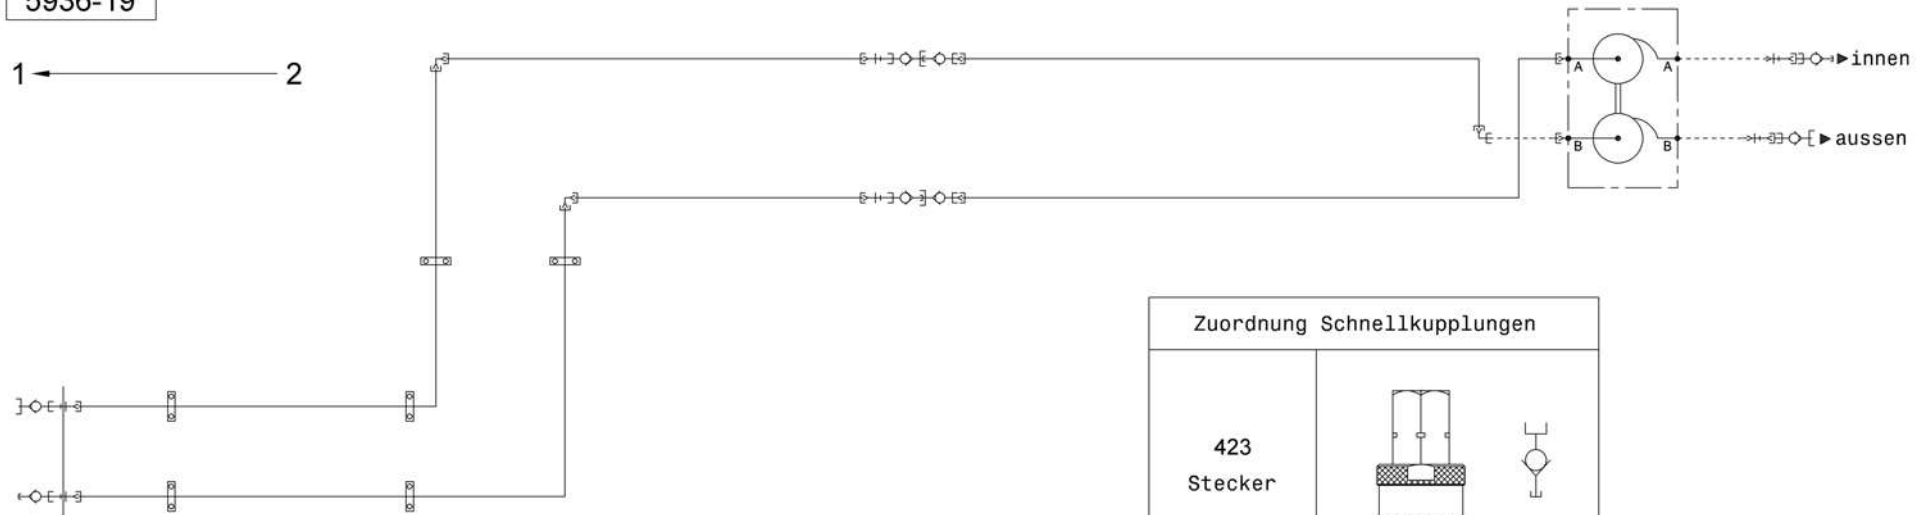 5936-19
1 2
A A innen
B B aussen
Zuordnung Schnellkupplungen
423
Stecker